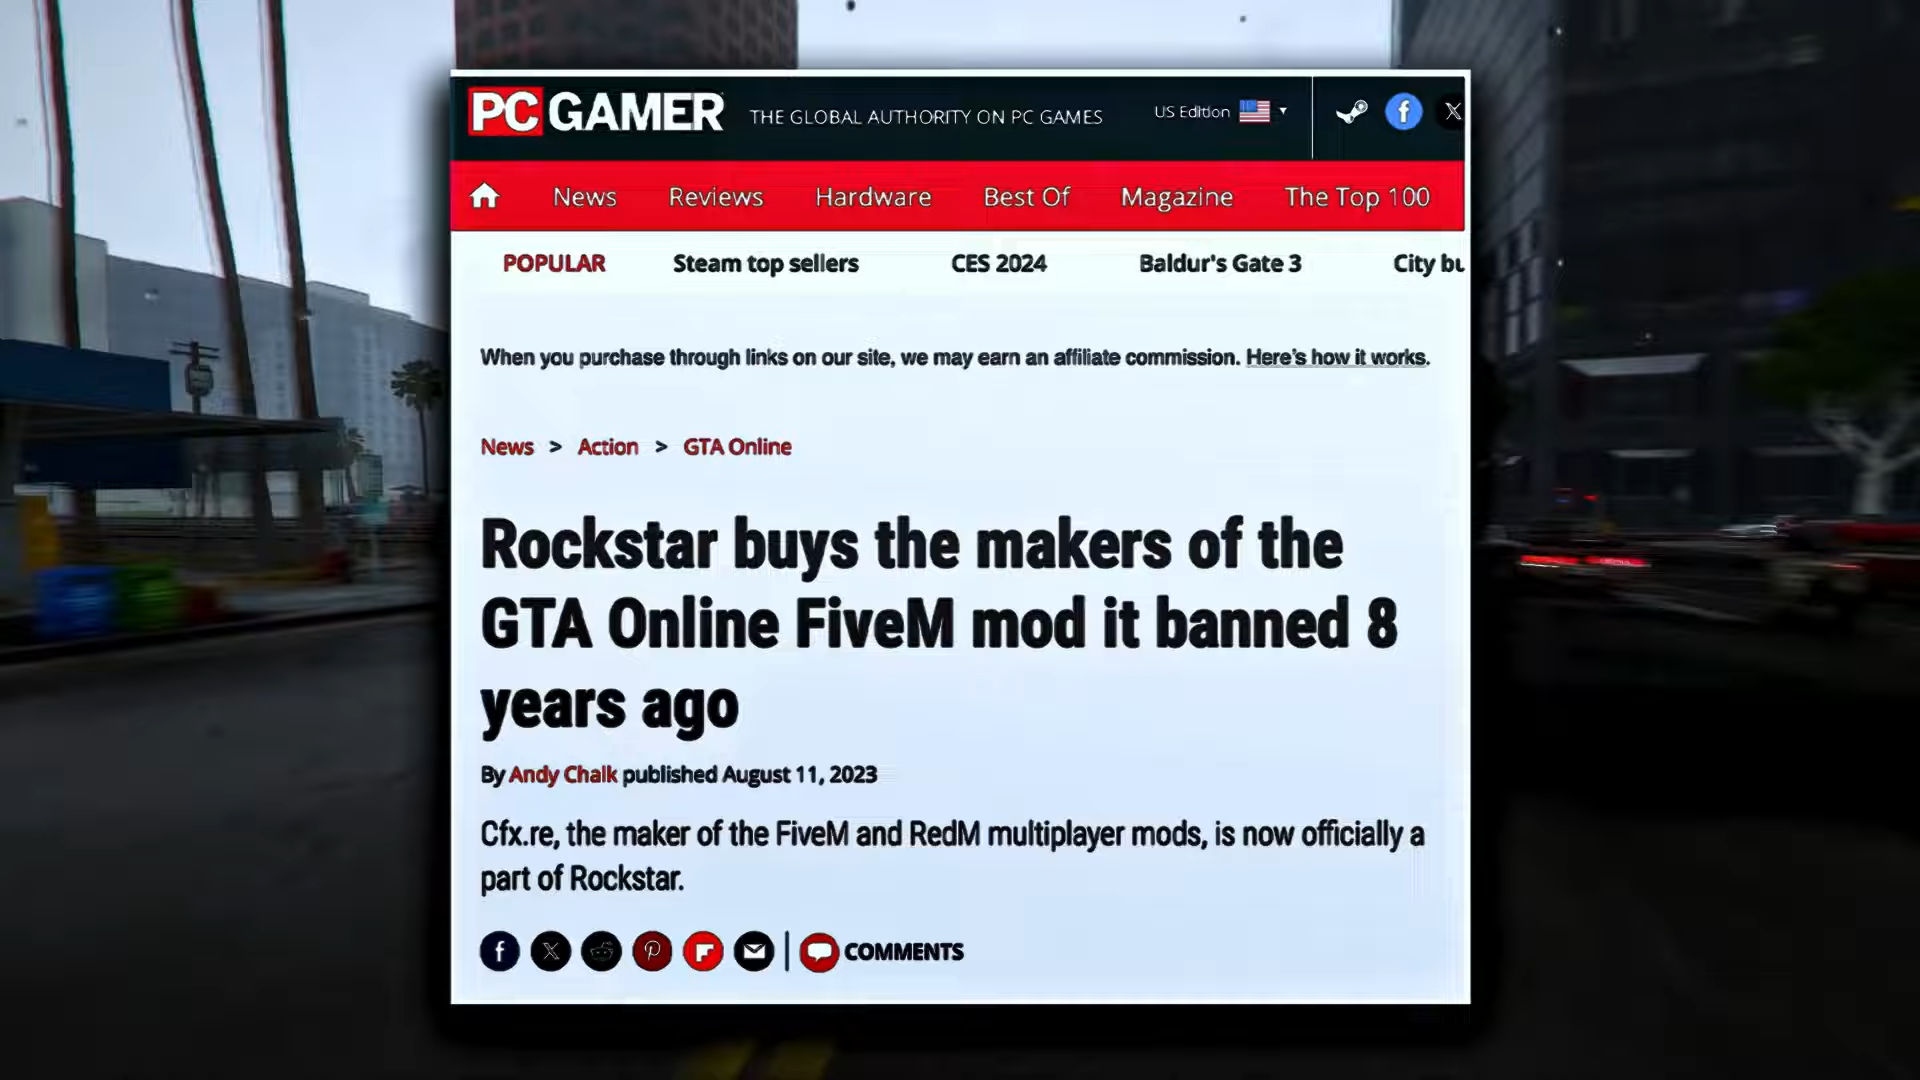 PC GAMER THE GLOBAL AUTHORITY ON PC GAMES US Edition
News Reviews Hardware Best Of Magazine The Top 100
POPULAR Steam top sellers CES 2024 Baldur's Gate 3 City bu
When you purchase through links on our site, we may earn an affiliate commission. Here's how it works.
News > Action > GTA Online
Rockstar buys the makers of the
GTA Online FiveM mod it banned 8
years ago
By Andy Chalk published August 11, 2023
Cfx.re, the maker of the FiveM and RedM multiplayer mods, is now officially a
part of Rockstar.
COMMENTS